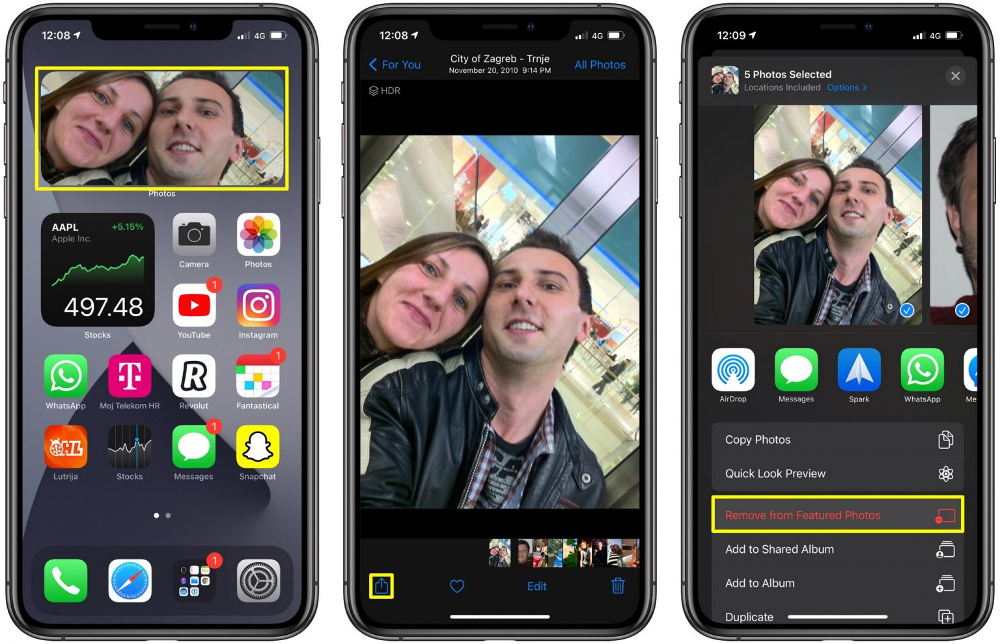 12:08
4G
Photos
AAPL
+5.15%
Apple Inc.
497.48
Stocks
Camera
Photos
1
YouTube
Instagram
1
WhatsApp
Moj Telekom HR
Revolut
Fantastical
HL
1
Lutrija
Stocks
Messages
Snapchat
1
12:08
4G
For You
City of Zagreb - Trnje
November 20, 2010 9:14 PM
All Photos
HDR
Edit
12:09
4G
5 Photos Selected
Locations Included Options >
AirDrop
Messages
Spark
WhatsApp
Me
Copy Photos
Quick Look Preview
Remove from Featured Photos
Add to Shared Album
Add to Album
Duplicate